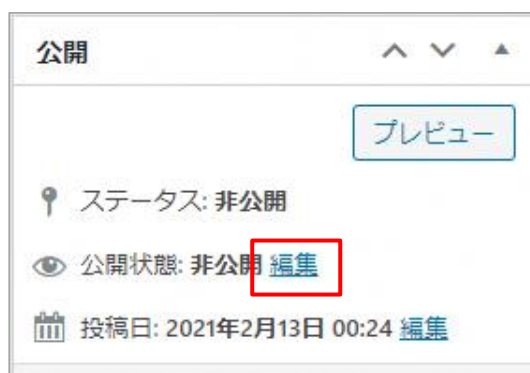 公開
プレビュー
ステータス: 非公開
公開状態: 非公開 編集
投稿日: 2021年2月13日 00:24 編集